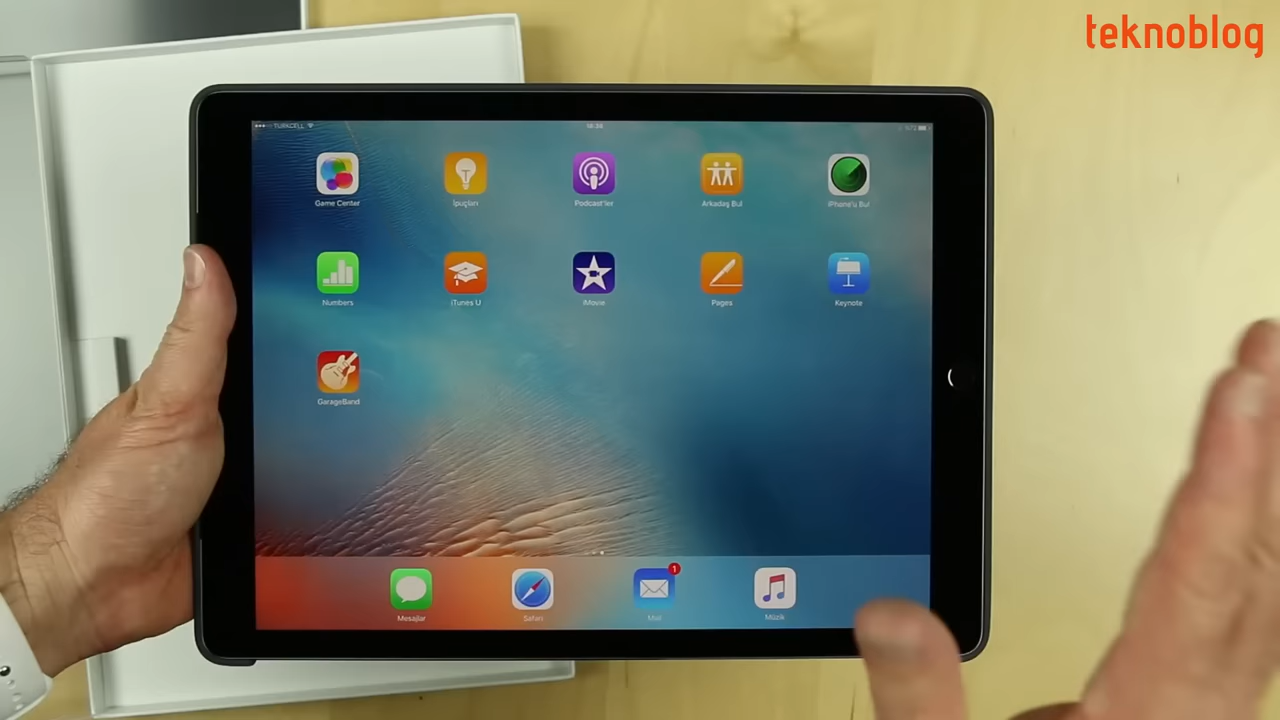 teknoblog
TURKCELL
Game Center
İpuçları
Podcast'ler
Arkadaş Bul
iPhone'u Bul
Numbers
iTunes U
iMovie
Pages
Keynote
GarageBand
1
Mesajlar
Safari
Mail
Müzik